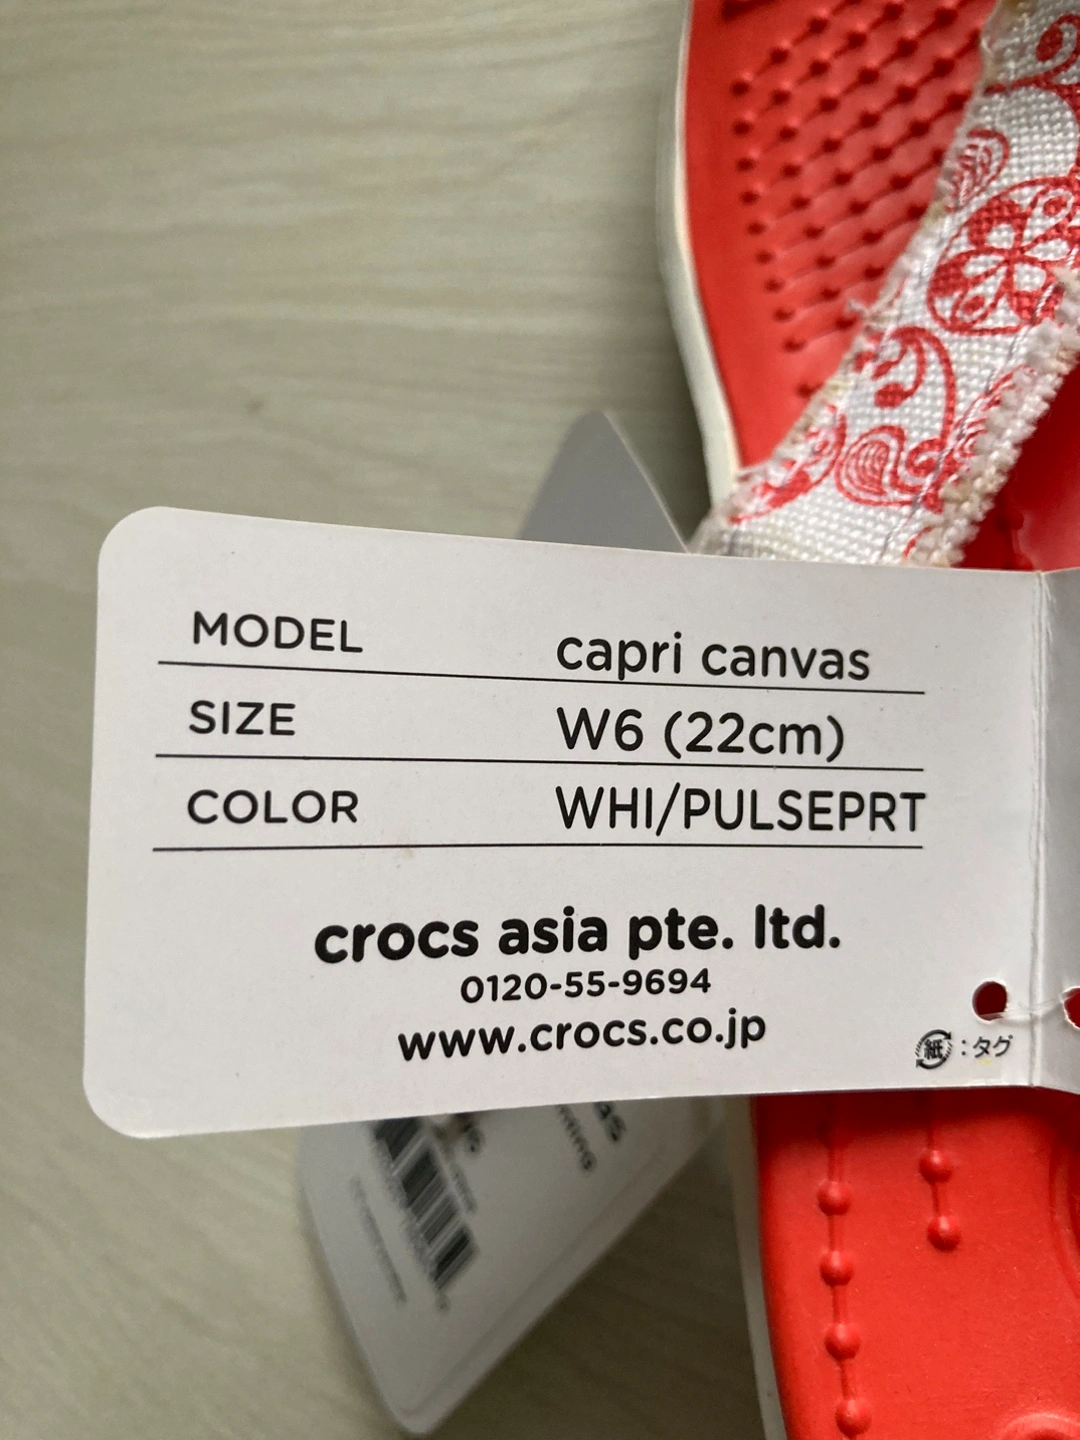 MODEL capri canvas
SIZE W6 (22cm)
COLOR WHI/PULSEPRT
crocs asia pte. ltd.
0120-55-9694
www.crocs.co.jp
紙:タグ